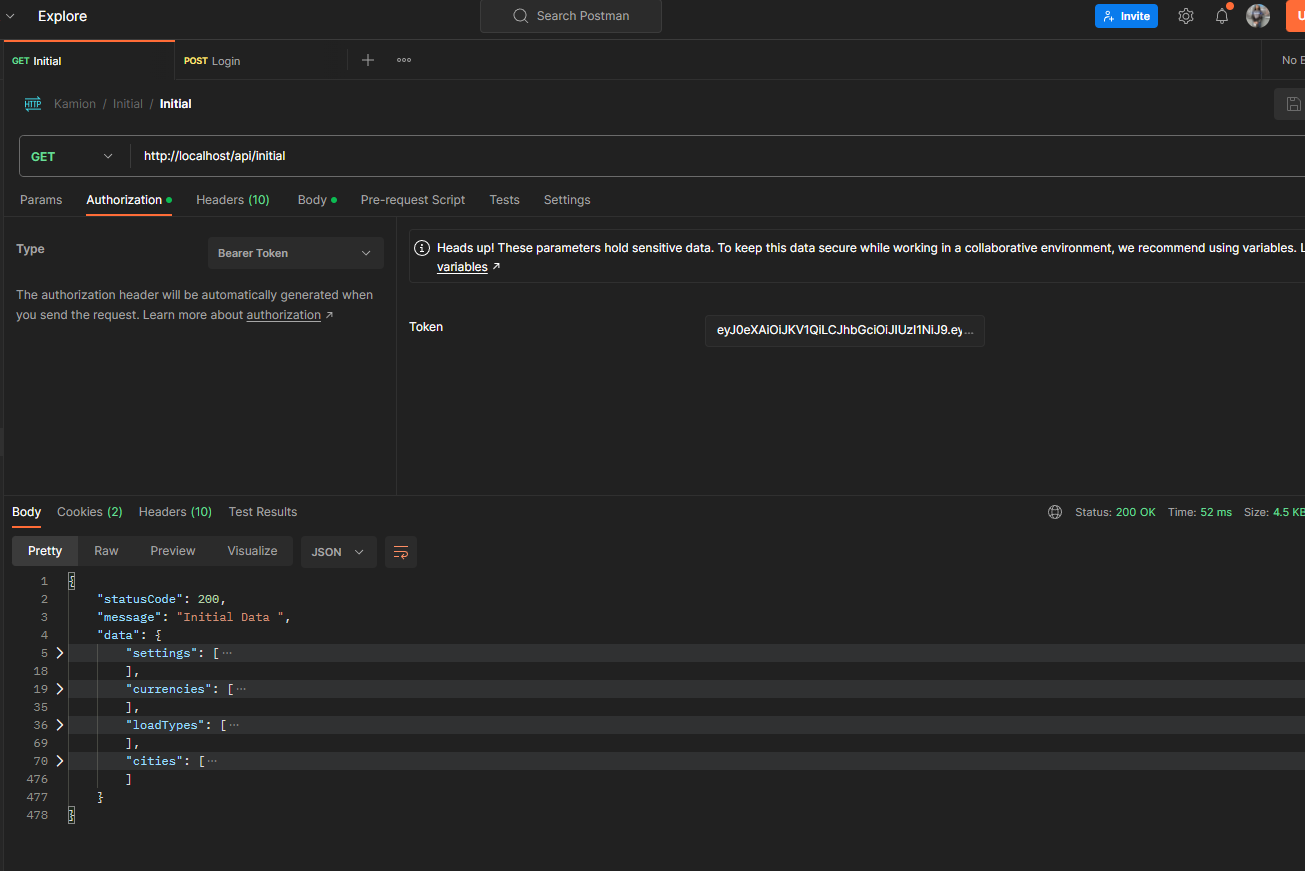 Explore
Search Postman
Invite
GET Initial
POST Login
No E
HTTP Kamion / Initial / Initial
GET http://localhost/api/initial
Params Authorization Headers (10) Body Pre-request Script Tests Settings
Type Bearer Token
The authorization header will be automatically generated when
you send the request. Learn more about authorization ↗
Heads up! These parameters hold sensitive data. To keep this data secure while working in a collaborative environment, we recommend using variables. L
variables ↗
Token eyJ0eXAiOiJKV1QiLCJhbGciOiJIUzI1NiJ9.ey...
Body Cookies (2) Headers (10) Test Results
Status: 200 OK Time: 52 ms Size: 4.5 KB
Pretty Raw Preview Visualize JSON
1 {
2 "statusCode": 200,
3 "message": "Initial Data ",
4 "data": {
5 "settings": [ ...
18 ],
19 "currencies": [ ...
35 ],
36 "loadTypes": [ ...
69 ],
70 "cities": [ ...
476 ]
477 }
478 }